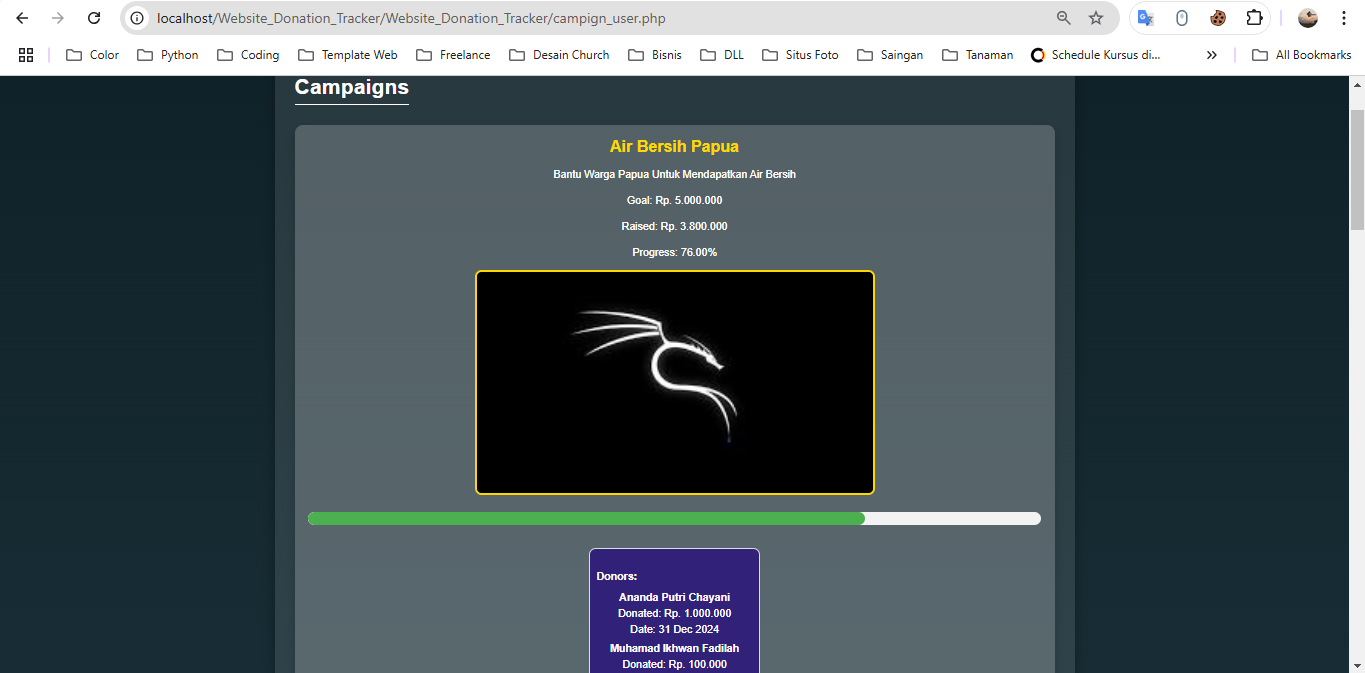 localhost/Website_Donation_Tracker/Website_Donation_Tracker/campign_user.php
Color Python Coding Template Web Freelance Desain Church Bisnis DLL Situs Foto Saingan Tanaman Schedule Kursus di... » All Bookmarks
Campaigns
Air Bersih Papua
Bantu Warga Papua Untuk Mendapatkan Air Bersih
Goal: Rp. 5.000.000
Raised: Rp. 3.800.000
Progress: 76.00%
Donors:
Ananda Putri Chayani
Donated: Rp. 1.000.000
Date: 31 Dec 2024
Muhamad Ikhwan Fadilah
Donated: Rp. 100.000